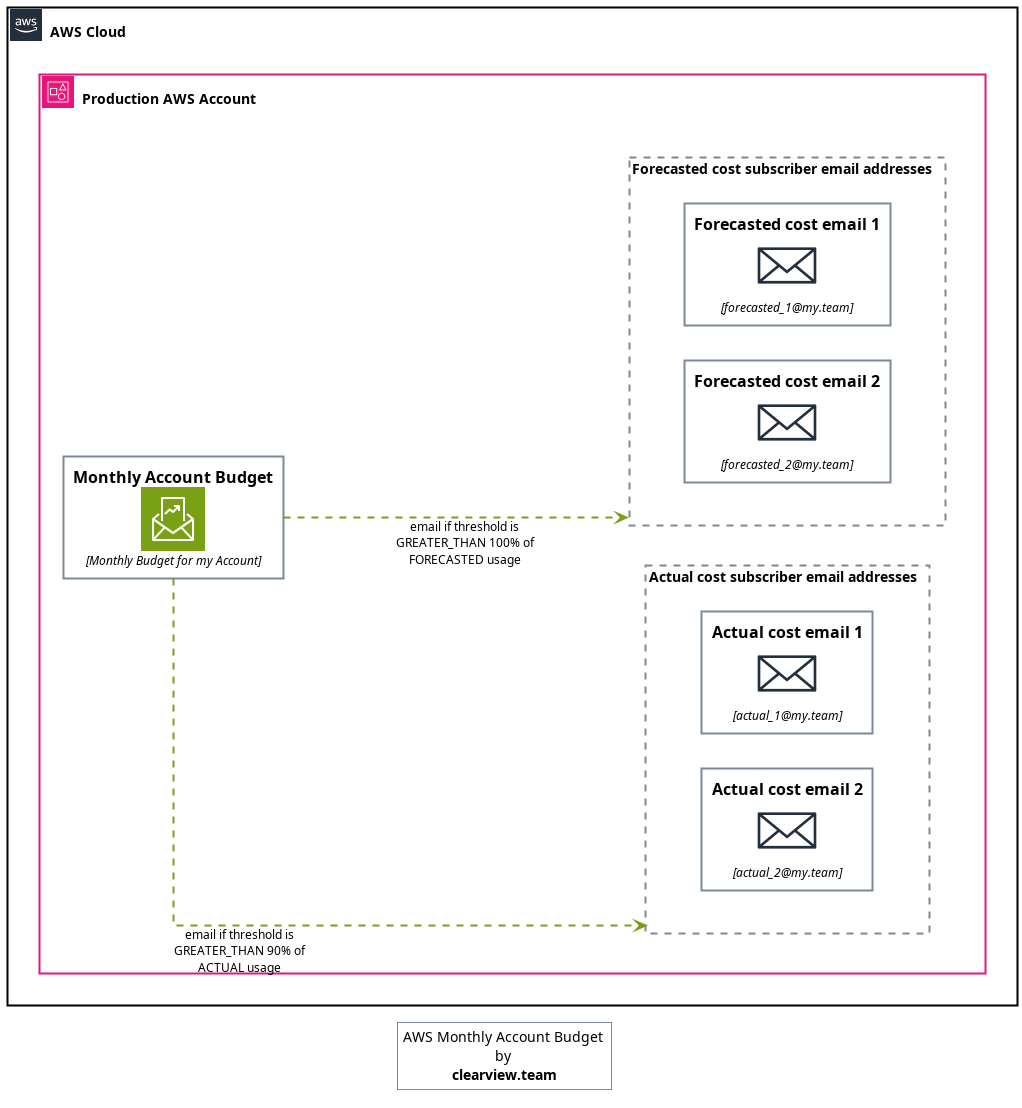 aws
AWS Cloud
Production AWS Account
Forecasted cost subscriber email addresses
Forecasted cost email 1
[forecasted_1@my.team]
Forecasted cost email 2
[forecasted_2@my.team]
Monthly Account Budget
[Monthly Budget for my Account]
email if threshold is
GREATER_THAN 100% of
FORECASTED usage
Actual cost subscriber email addresses
Actual cost email 1
[actual_1@my.team]
Actual cost email 2
[actual_2@my.team]
email if threshold is
GREATER_THAN 90% of
ACTUAL usage
AWS Monthly Account Budget
by
clearview.team